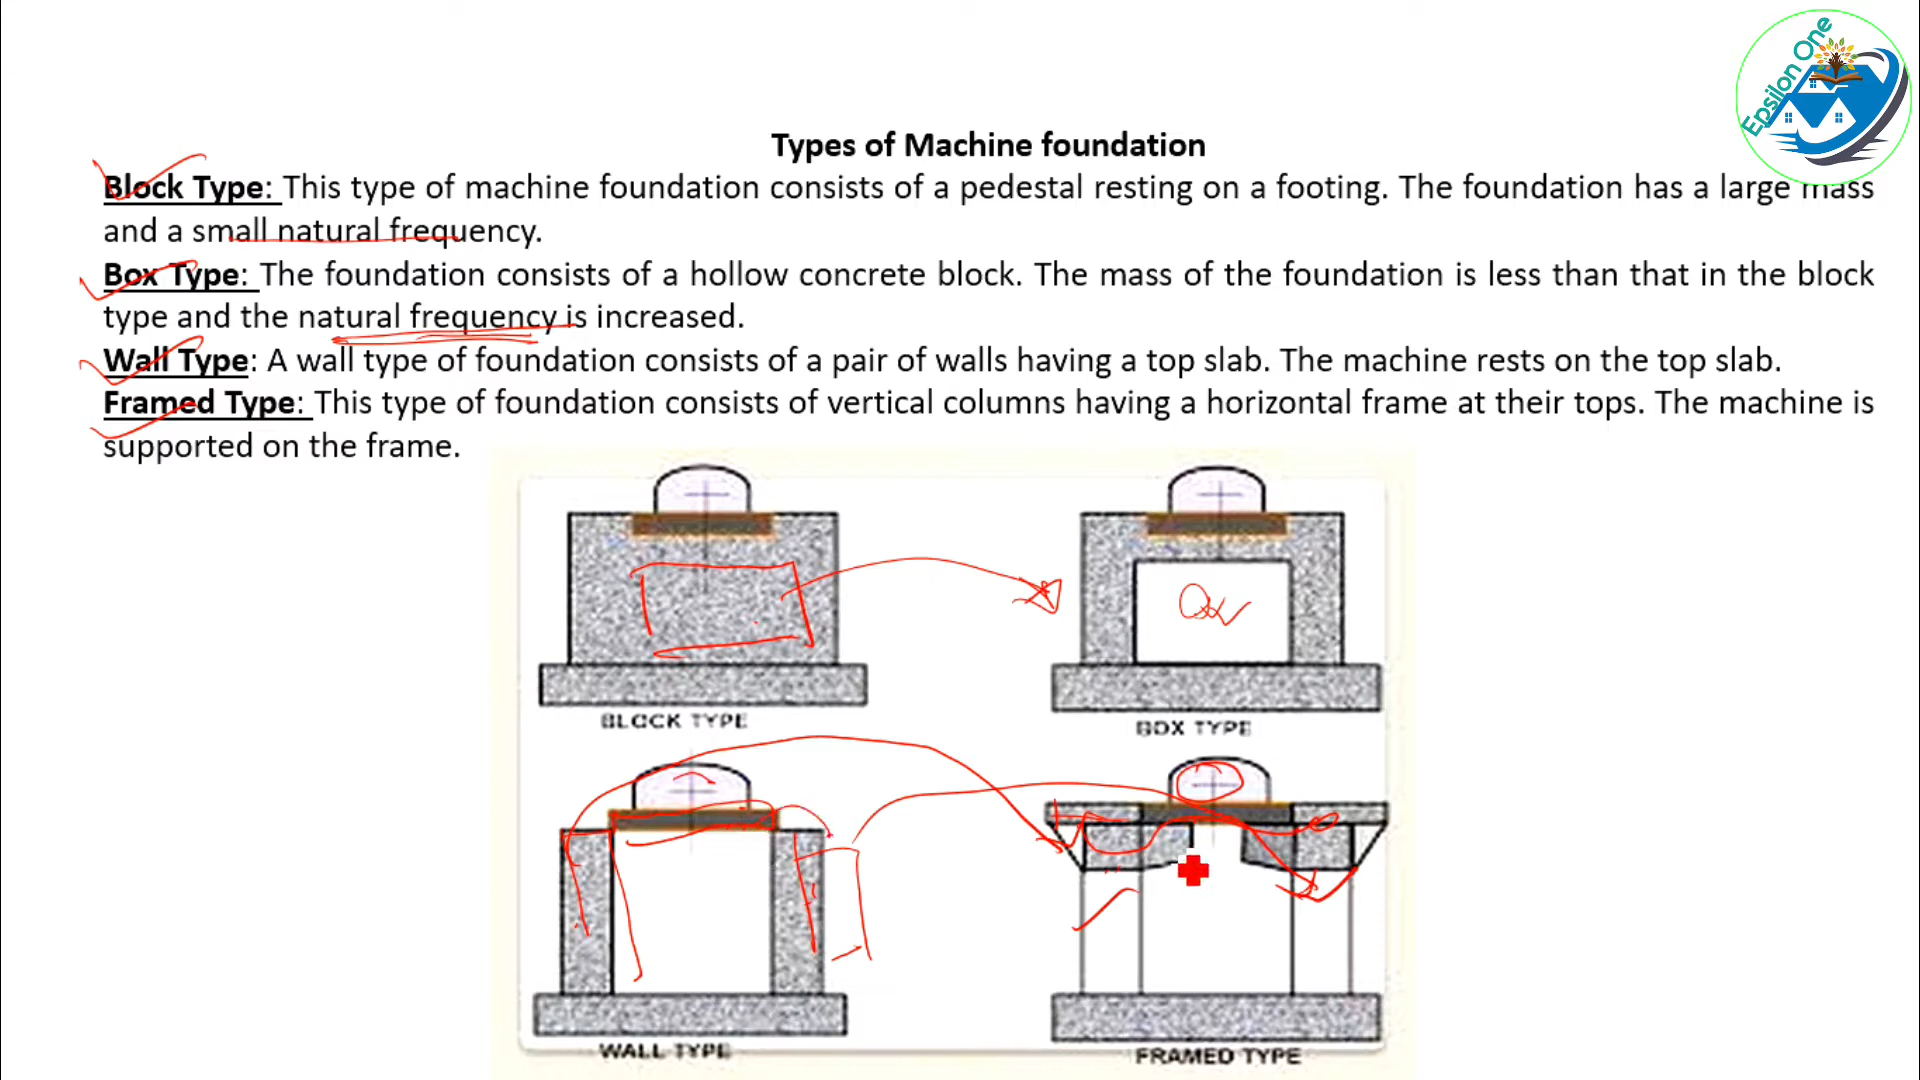 Epsilon One
Types of Machine foundation
Block Type: This type of machine foundation consists of a pedestal resting on a footing. The foundation has a large mass
and a small natural frequency.
Box Type: The foundation consists of a hollow concrete block. The mass of the foundation is less than that in the block
type and the natural frequency is increased.
Wall Type: A wall type of foundation consists of a pair of walls having a top slab. The machine rests on the top slab.
Framed Type: This type of foundation consists of vertical columns having a horizontal frame at their tops. The machine is
supported on the frame.
BLOCK TYPE
BOX TYPE
WALL TYPE
FRAMED TYPE